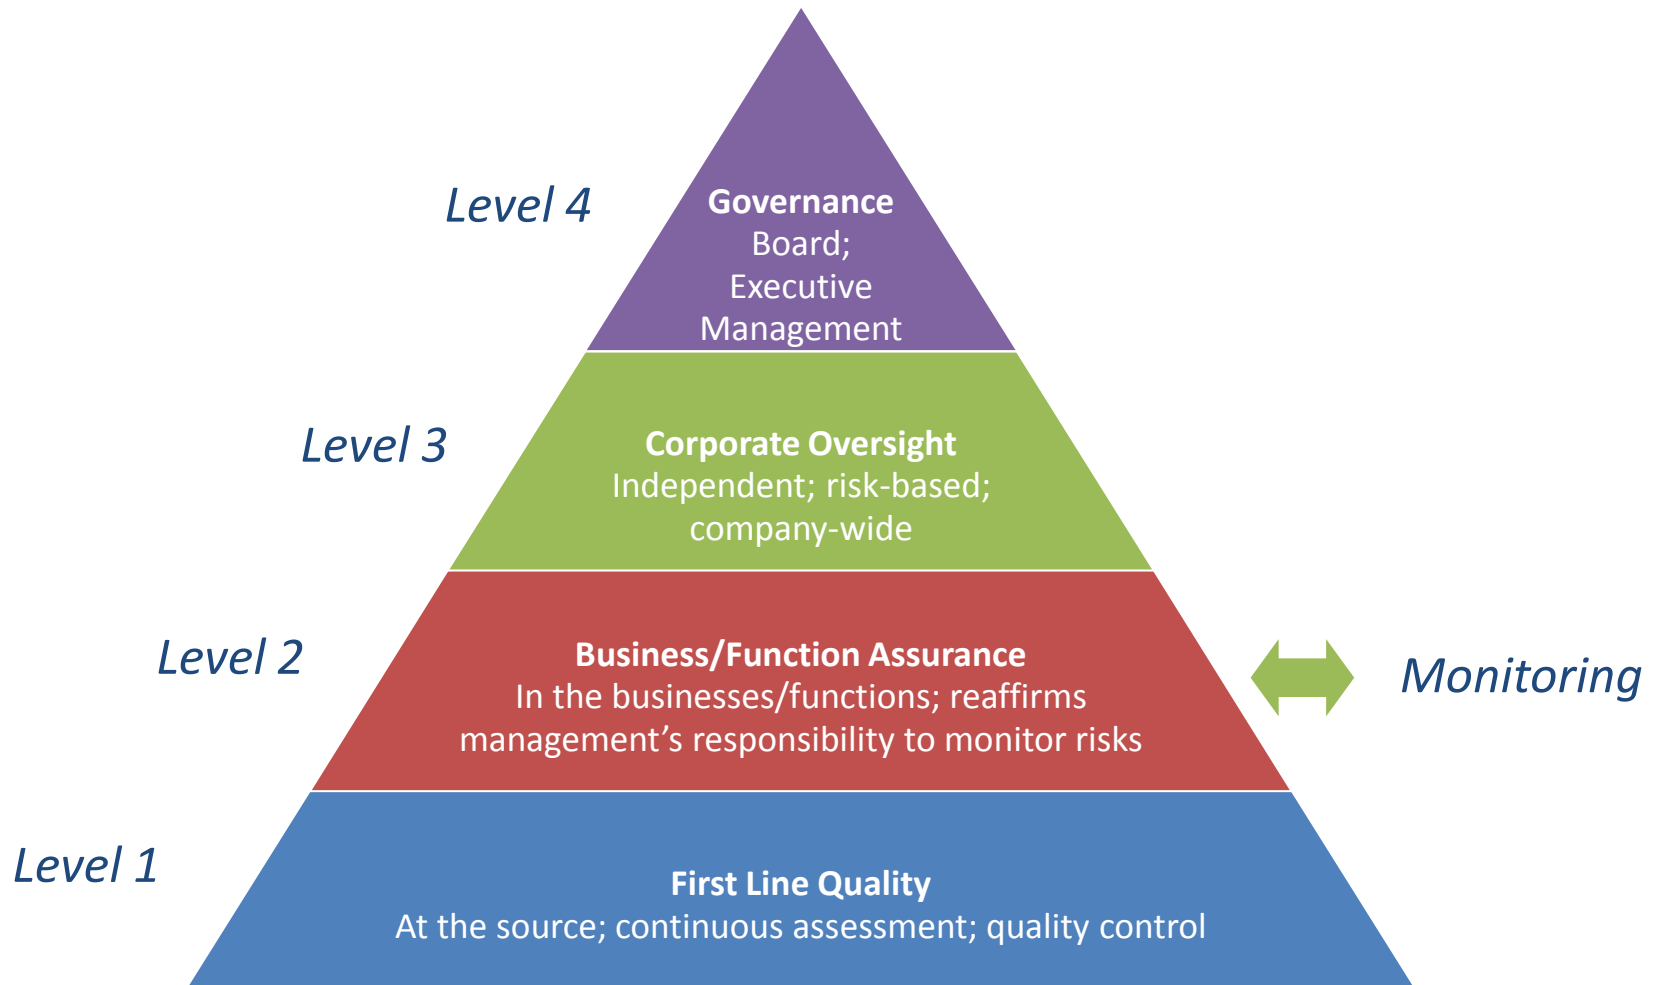 Level 4
Governance
Board;
Executive
Management
Level 3
Corporate Oversight
Independent; risk-based;
company-wide
Level 2
Business/Function Assurance
In the businesses/functions; reaffirms
management’s responsibility to monitor risks
Monitoring
Level 1
First Line Quality
At the source; continuous assessment; quality control